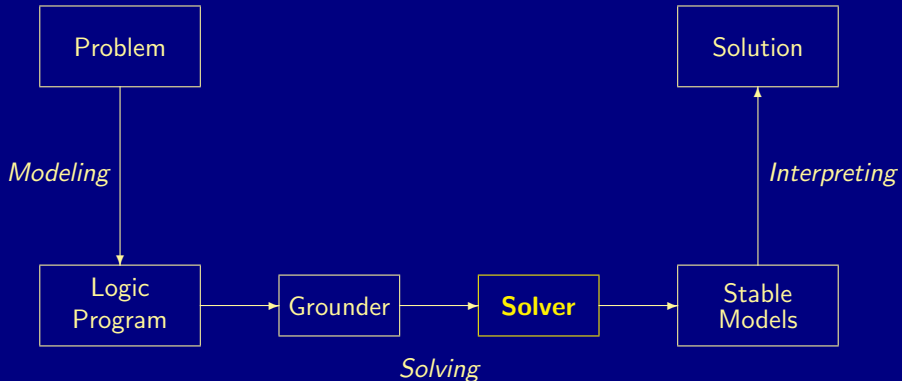 Problem
Solution
Modeling
Interpreting
Logic
Program
Grounder
Solver
Stable
Models
Solving